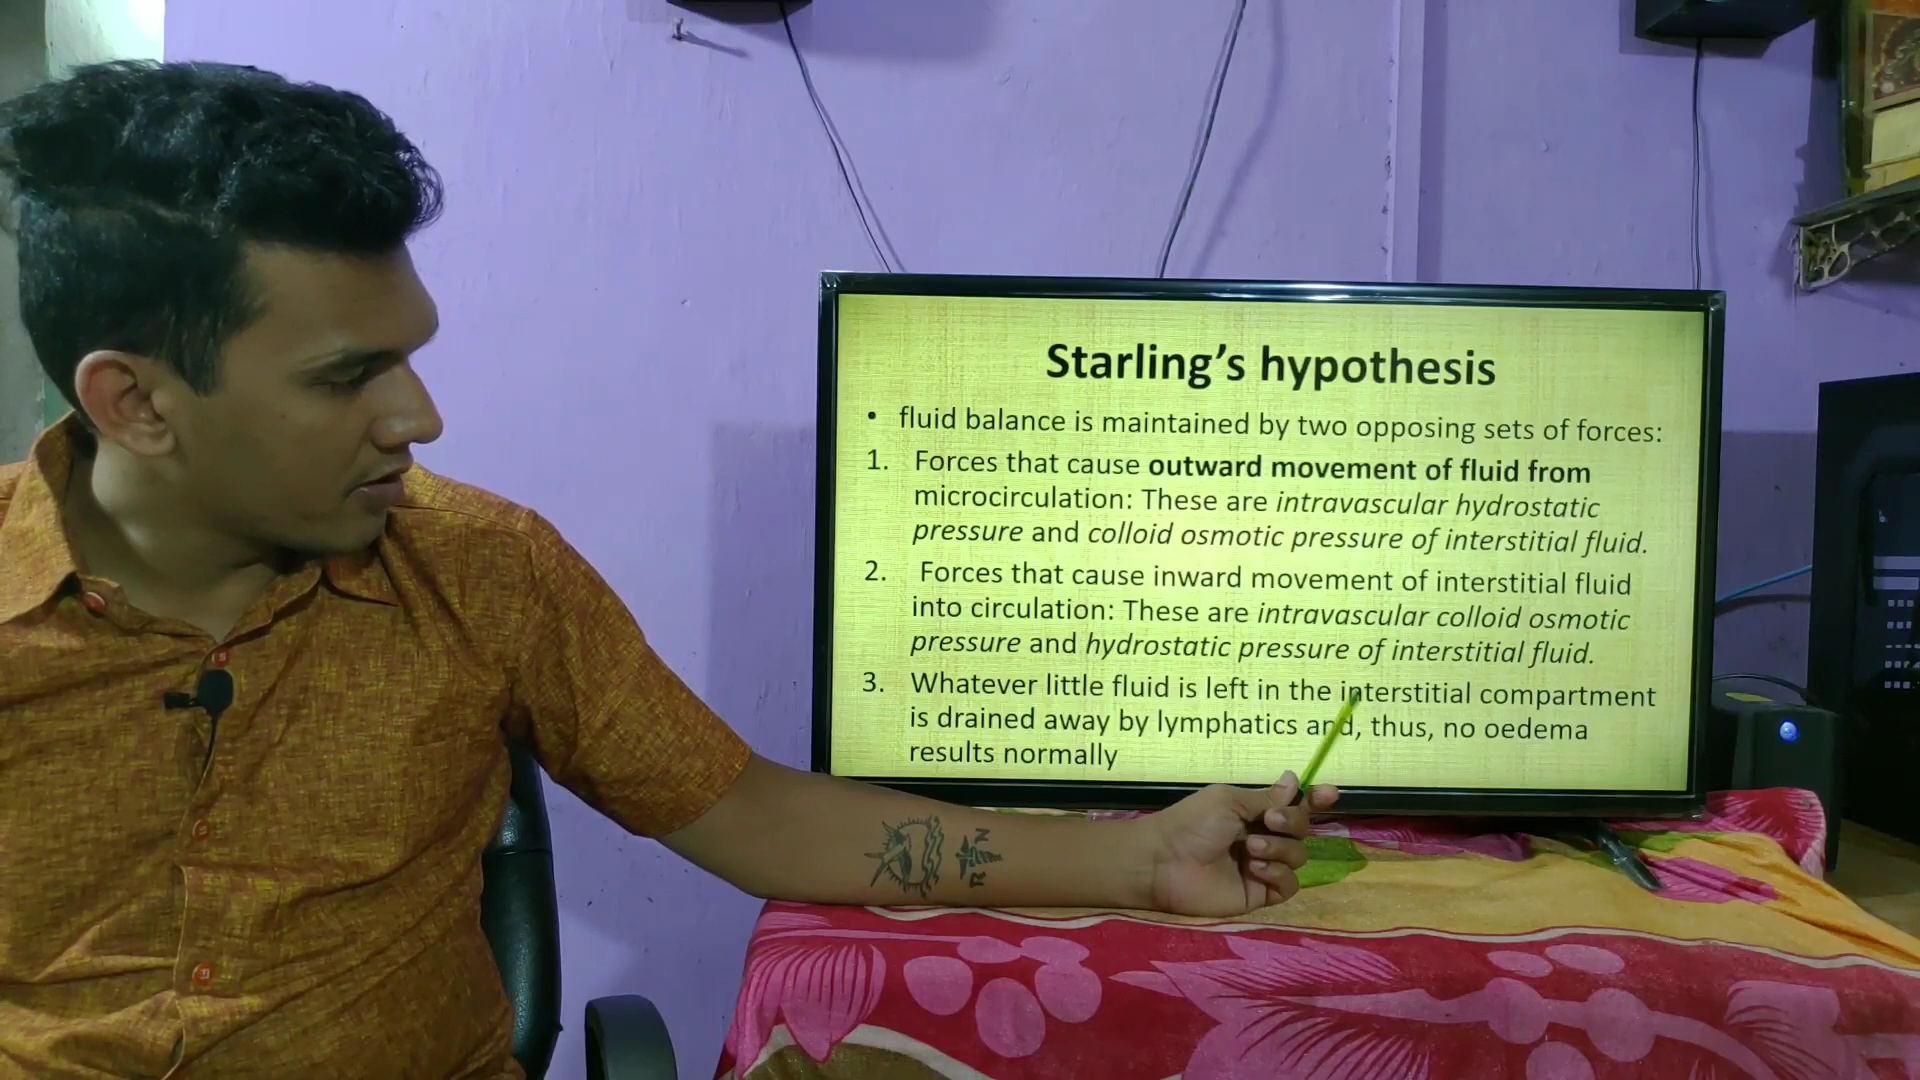 Starling's hypothesis
• fluid balance is maintained by two opposing sets of forces:
1. Forces that cause outward movement of fluid from
microcirculation: These are intravascular hydrostatic
pressure and colloid osmotic pressure of interstitial fluid.
2. Forces that cause inward movement of interstitial fluid
into circulation: These are intravascular colloid osmotic
pressure and hydrostatic pressure of interstitial fluid.
3. Whatever little fluid is left in the interstitial compartment
is drained away by lymphatics and, thus, no oedema
results normally
R N